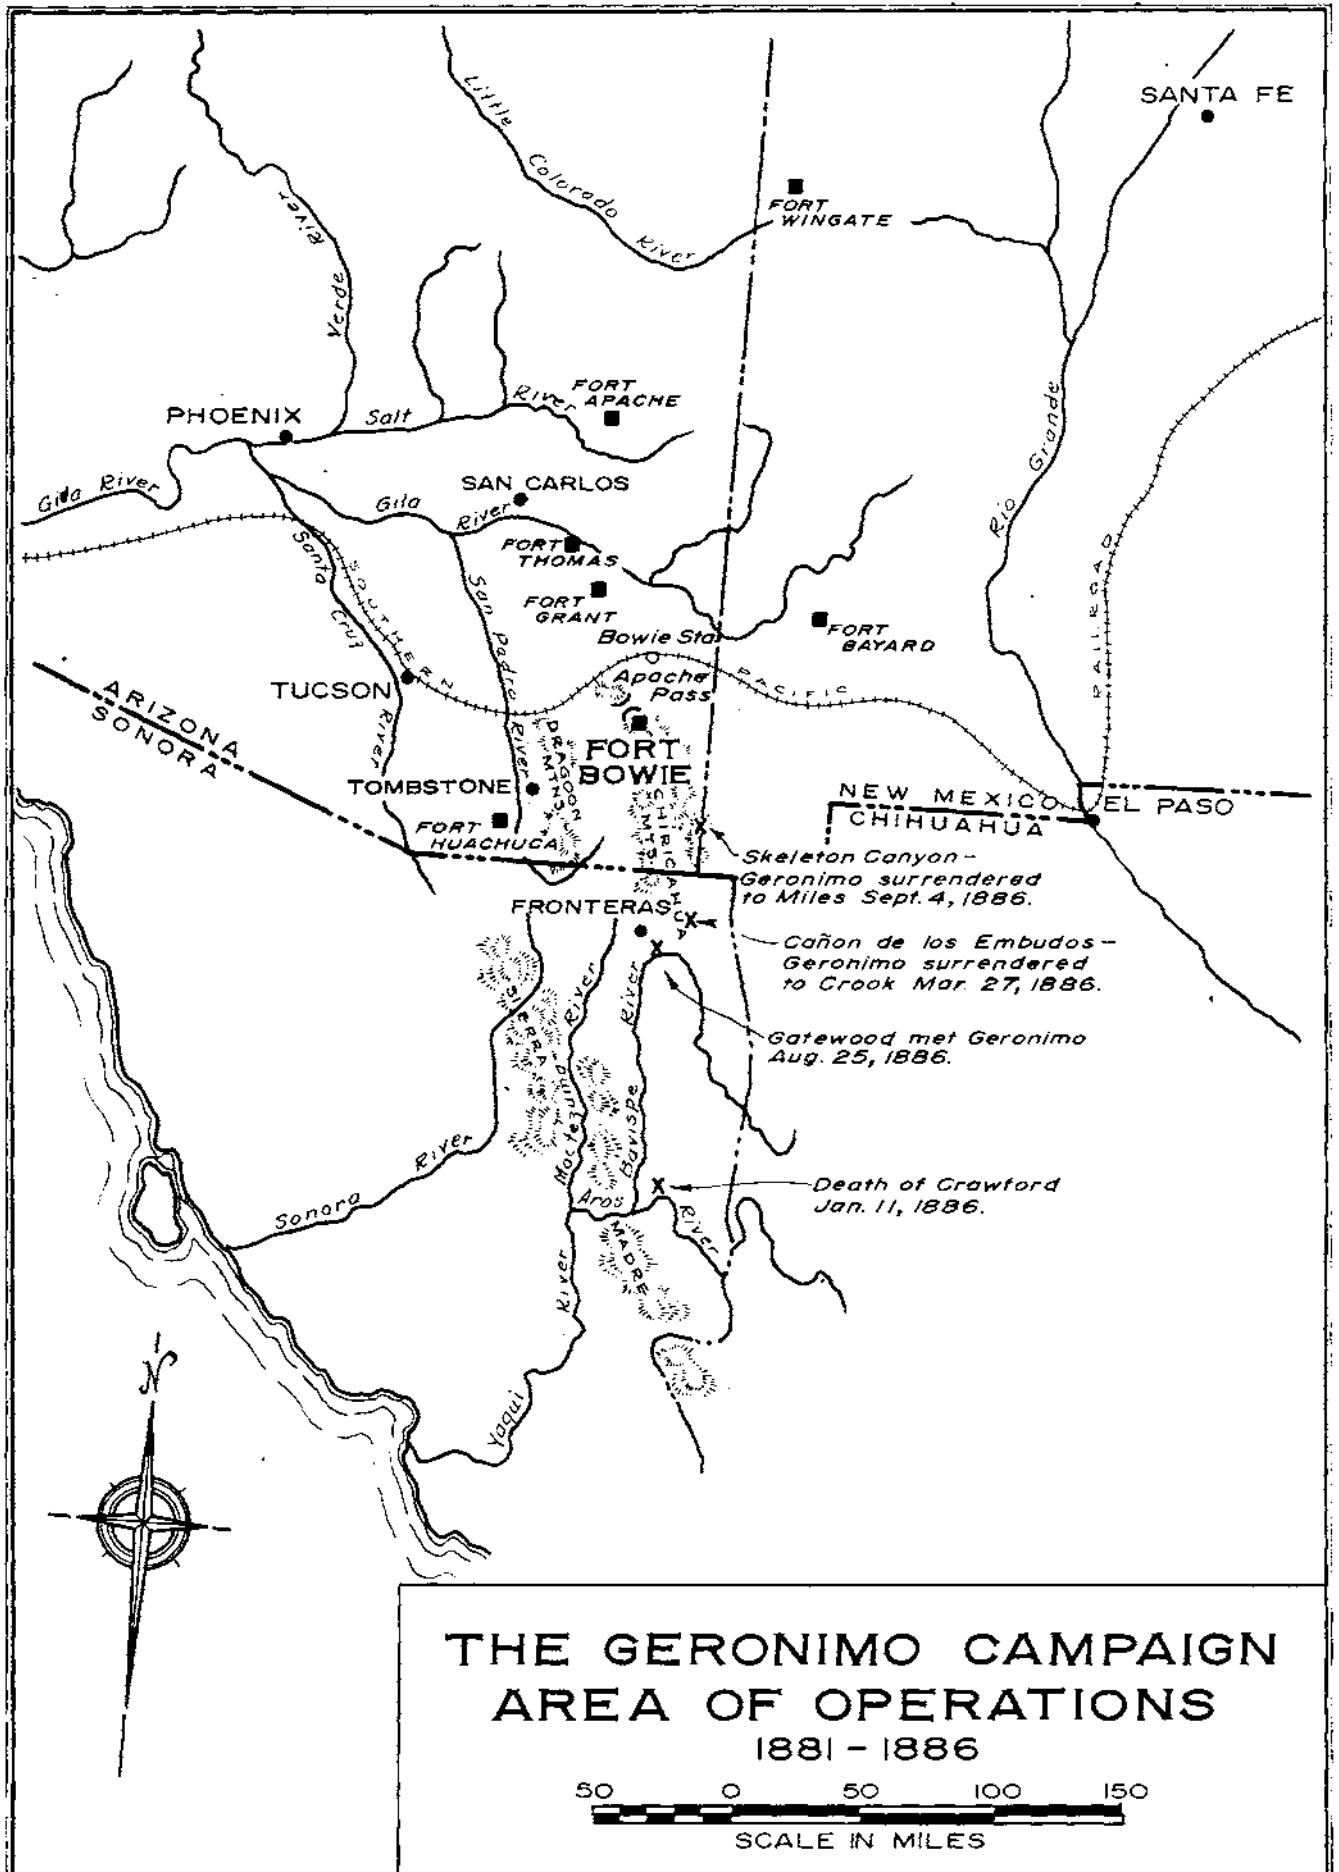 SANTA FE
Little
Colorado
River
FORT
WINGATE
River
Verde
FORT
APACHE
River
PHOENIX
Salt
Rio
Grande
SAN CARLOS
Gila River
Gila
River
FORT
THOMAS
Santa
Cruz
River
SOUTHERN
PACIFIC
RAILROAD
San
Padro
River
FORT
GRANT
Bowie Sta.
FORT
BAYARD
Apache
Pass
TUCSON
ARIZONA
SONORA
DRAGOON
MTNS
FORT
BOWIE
TOMBSTONE
CHIRICAHUA
MTS
NEW MEXICO
CHIHUAHUA
EL PASO
FORT
HUACHUCA
Skeleton Canyon-
Geronimo surrendered
to Miles Sept. 4, 1886.
FRONTERAS
Cañon de los Embudos-
Geronimo surrendered
to Crook Mar. 27, 1886.
SIERRA
River
River
Gatewood met Geronimo
Aug. 25, 1886.
Moctezuma
Bavispe
Sonora
River
Aros
River
Death of Crawford
Jan. 11, 1886.
MADRE
River
Yaqui
N
THE GERONIMO CAMPAIGN
AREA OF OPERATIONS
1881-1886
50 0 50 100 150
SCALE IN MILES